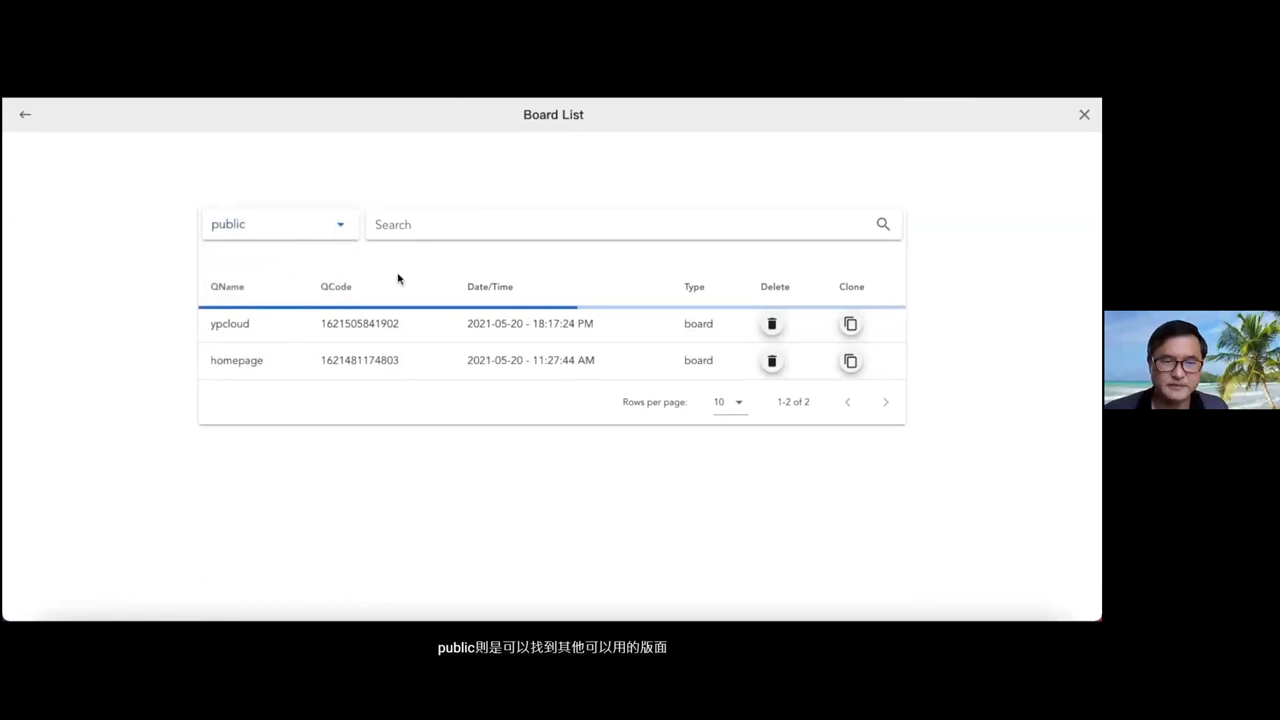 Board List
public
Search
QName QCode Date/Time Type Delete Clone
ypcloud 1621505841902 2021-05-20 - 18:17:24 PM board
homepage 1621481174803 2021-05-20 - 11:27:44 AM board
Rows per page: 10 1-2 of 2
public則是可以找到其他可以用的版面